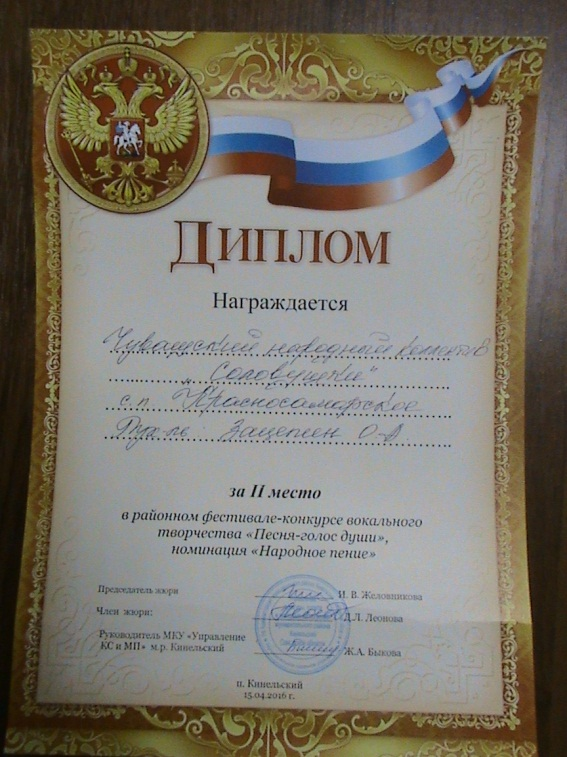 Диплом
Награждается
Чувашский народный коллектив
"Соловушки"
с.п. "Красносамарское
Рук-ль: Зацепин О.А.
за II место
в районном фестивале-конкурсе вокального
творчества «Песня-голос души»,
номинация «Народное пение»
Председатель жюри И. В. Желовникова
Член жюри: Д.Л. Леонова
Руководитель МКУ «Управление
КС и МП» м.р. Кинельский Ж.А. Быкова
п. Кинельский
15.04.2016 г.